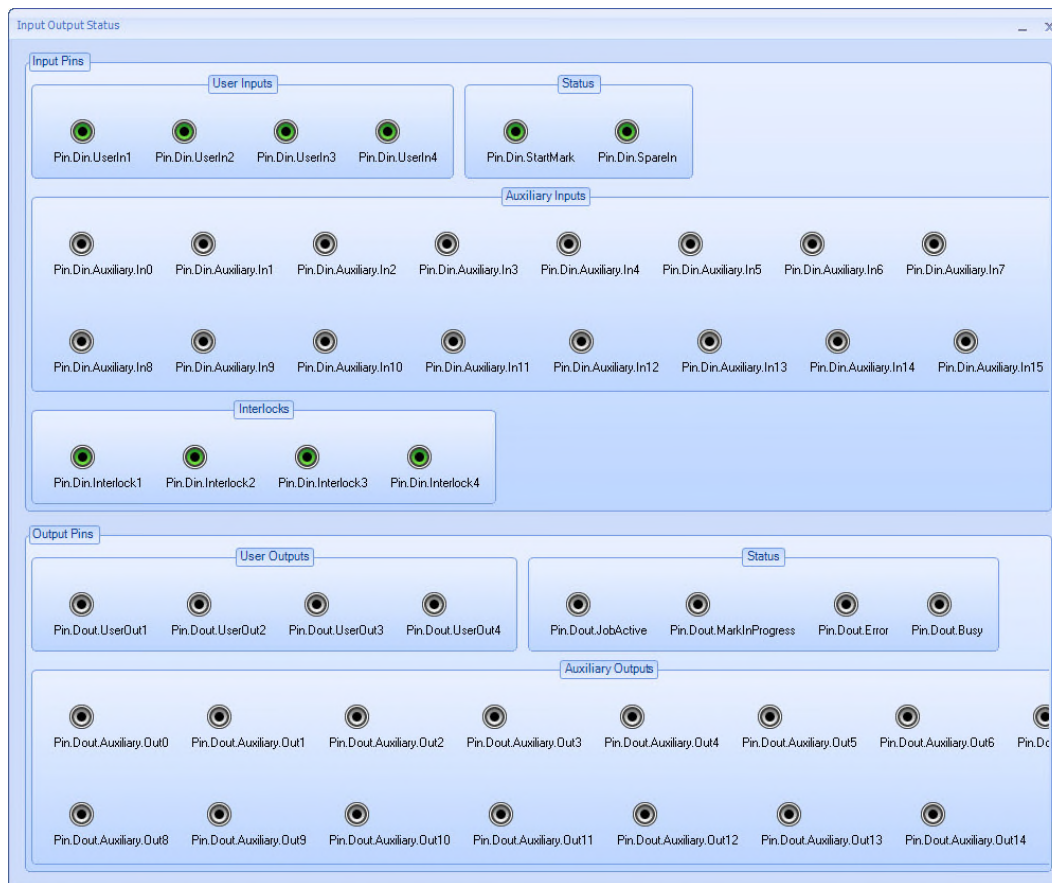 Input Output Status
Input Pins
User Inputs
Status
Pin.Din.UserIn1 Pin.Din.UserIn2 Pin.Din.UserIn3 Pin.Din.UserIn4
Pin.Din.StartMark Pin.Din.SpareIn
Auxiliary Inputs
Pin.Din.Auxiliary.In0 Pin.Din.Auxiliary.In1 Pin.Din.Auxiliary.In2 Pin.Din.Auxiliary.In3 Pin.Din.Auxiliary.In4 Pin.Din.Auxiliary.In5 Pin.Din.Auxiliary.In6 Pin.Din.Auxiliary.In7
Pin.Din.Auxiliary.In8 Pin.Din.Auxiliary.In9 Pin.Din.Auxiliary.In10 Pin.Din.Auxiliary.In11 Pin.Din.Auxiliary.In12 Pin.Din.Auxiliary.In13 Pin.Din.Auxiliary.In14 Pin.Din.Auxiliary.In15
Interlocks
Pin.Din.Interlock1 Pin.Din.Interlock2 Pin.Din.Interlock3 Pin.Din.Interlock4
Output Pins
User Outputs
Status
Pin.Dout.UserOut1 Pin.Dout.UserOut2 Pin.Dout.UserOut3 Pin.Dout.UserOut4
Pin.Dout.JobActive Pin.Dout.MarkInProgress Pin.Dout.Error Pin.Dout.Busy
Auxiliary Outputs
Pin.Dout.Auxiliary.Out0 Pin.Dout.Auxiliary.Out1 Pin.Dout.Auxiliary.Out2 Pin.Dout.Auxiliary.Out3 Pin.Dout.Auxiliary.Out4 Pin.Dout.Auxiliary.Out5 Pin.Dout.Auxiliary.Out6
Pin.Dout.Auxiliary.Out8 Pin.Dout.Auxiliary.Out9 Pin.Dout.Auxiliary.Out10 Pin.Dout.Auxiliary.Out11 Pin.Dout.Auxiliary.Out12 Pin.Dout.Auxiliary.Out13 Pin.Dout.Auxiliary.Out14